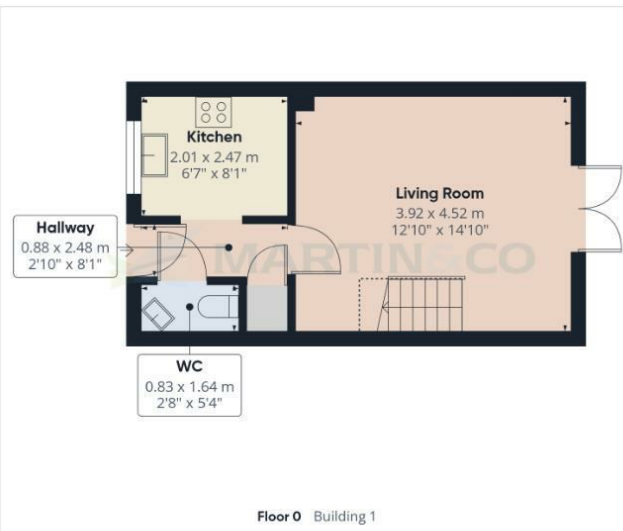 Kitchen
2.01 x 2.47 m
6'7" x 8'1"
Living Room
3.92 x 4.52 m
12'10" x 14'10"
Hallway
0.88 x 2.48 m
2'10" x 8'1"
MARTIN&CO
WC
0.83 x 1.64 m
2'8" x 5'4"
Floor 0 Building 1